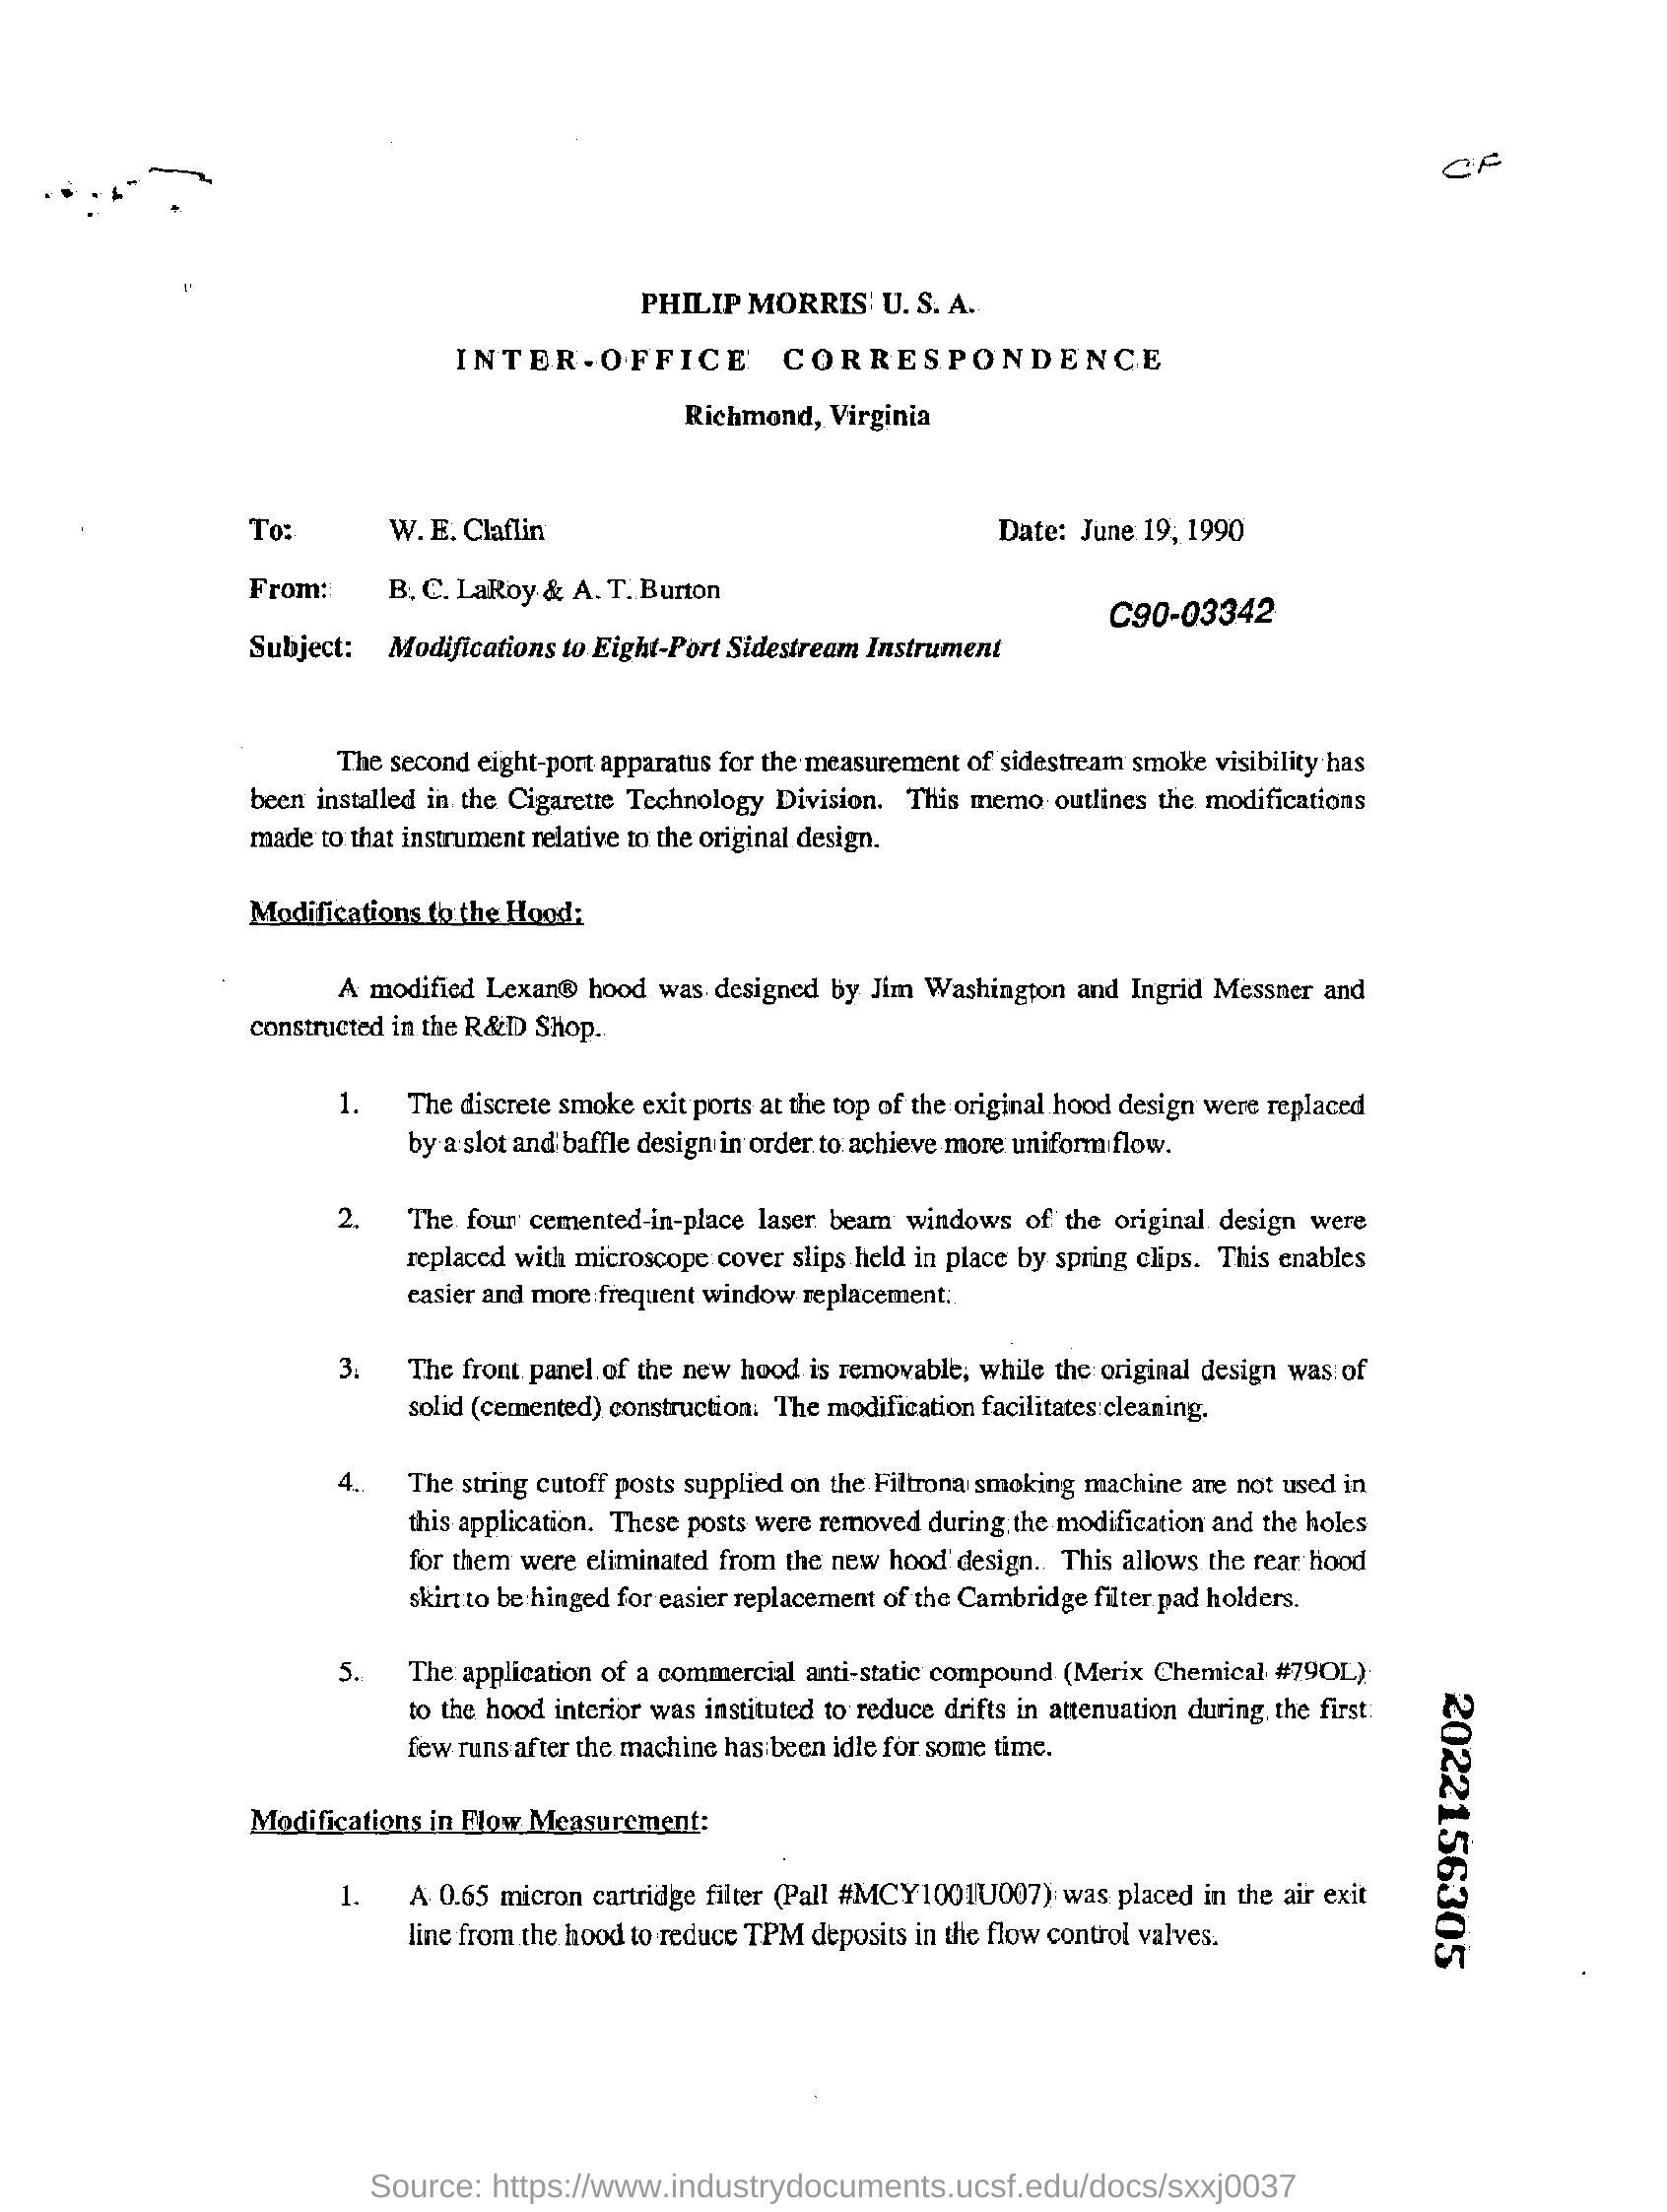 CF
PHILIP MORRIS U. S. A.
INTER-OFFICE CORRESPONDENCE
Richmond, Virginia
To: W. E. Claflin Date: June 19, 1990
From: B. C. LaRoy & A. T. Burton
C90-03342
Subject: Modifications to Eight-Port Sidestream Instrument
The second eight-port apparatus for the measurement of sidestream smoke visibility has
been installed in the Cigarette Technology Division. This memo outlines the modifications
made to that instrument relative to the original design.
Modifications to the Hood:
A modified Lexan® hood was designed by Jim Washington and Ingrid Messner and
constructed in the R&D Shop.
1. The discrete smoke exit ports at the top of the original hood design were replaced
by a slot and baffle design in order to achieve more uniform flow.
2. The four cemented-in-place laser beam windows of the original design were
replaced with microscope cover slips held in place by spring clips. This enables
easier and more frequent window replacement.
3. The front panel of the new hood is removable, while the original design was of
solid (cemented) construction. The modification facilitates cleaning.
4. The string cutoff posts supplied on the Filtrona smoking machine are not used in
this application. These posts were removed during the modification and the holes
for them were eliminated from the new hood design. This allows the rear hood
skirt to be hinged for easier replacement of the Cambridge filter pad holders.
5. The application of a commercial anti-static compound (Merix Chemical #79OL)
to the hood interior was instituted to reduce drifts in attenuation during the first
few runs after the machine has been idle for some time.
Modifications in Flow Measurement:
1. A 0.65 micron cartridge filter (Pall #MCY1001U007) was placed in the air exit
line from the hood to reduce TPM deposits in the flow control valves.
2022156305
Source: https://www.industrydocuments.ucsf.edu/docs/sxxj0037